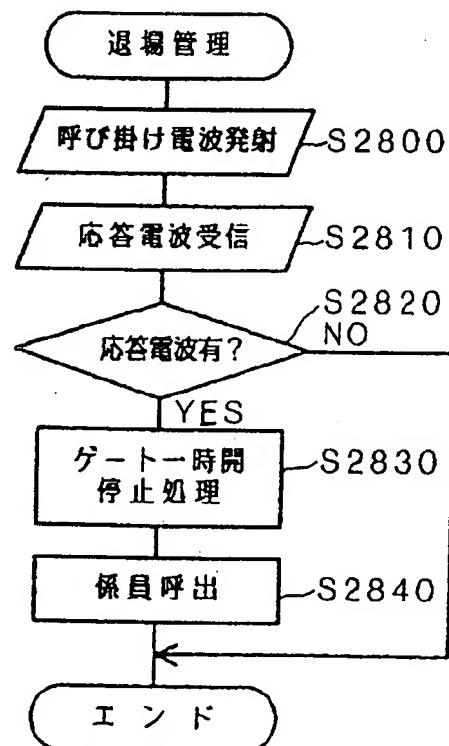 退場管理
呼び掛け電波発射
S2800
応答電波受信
S2810
S2820
応答電波有?
NO
YES
ゲート一時開
停止処理
S2830
係員呼出
S2840
エンド